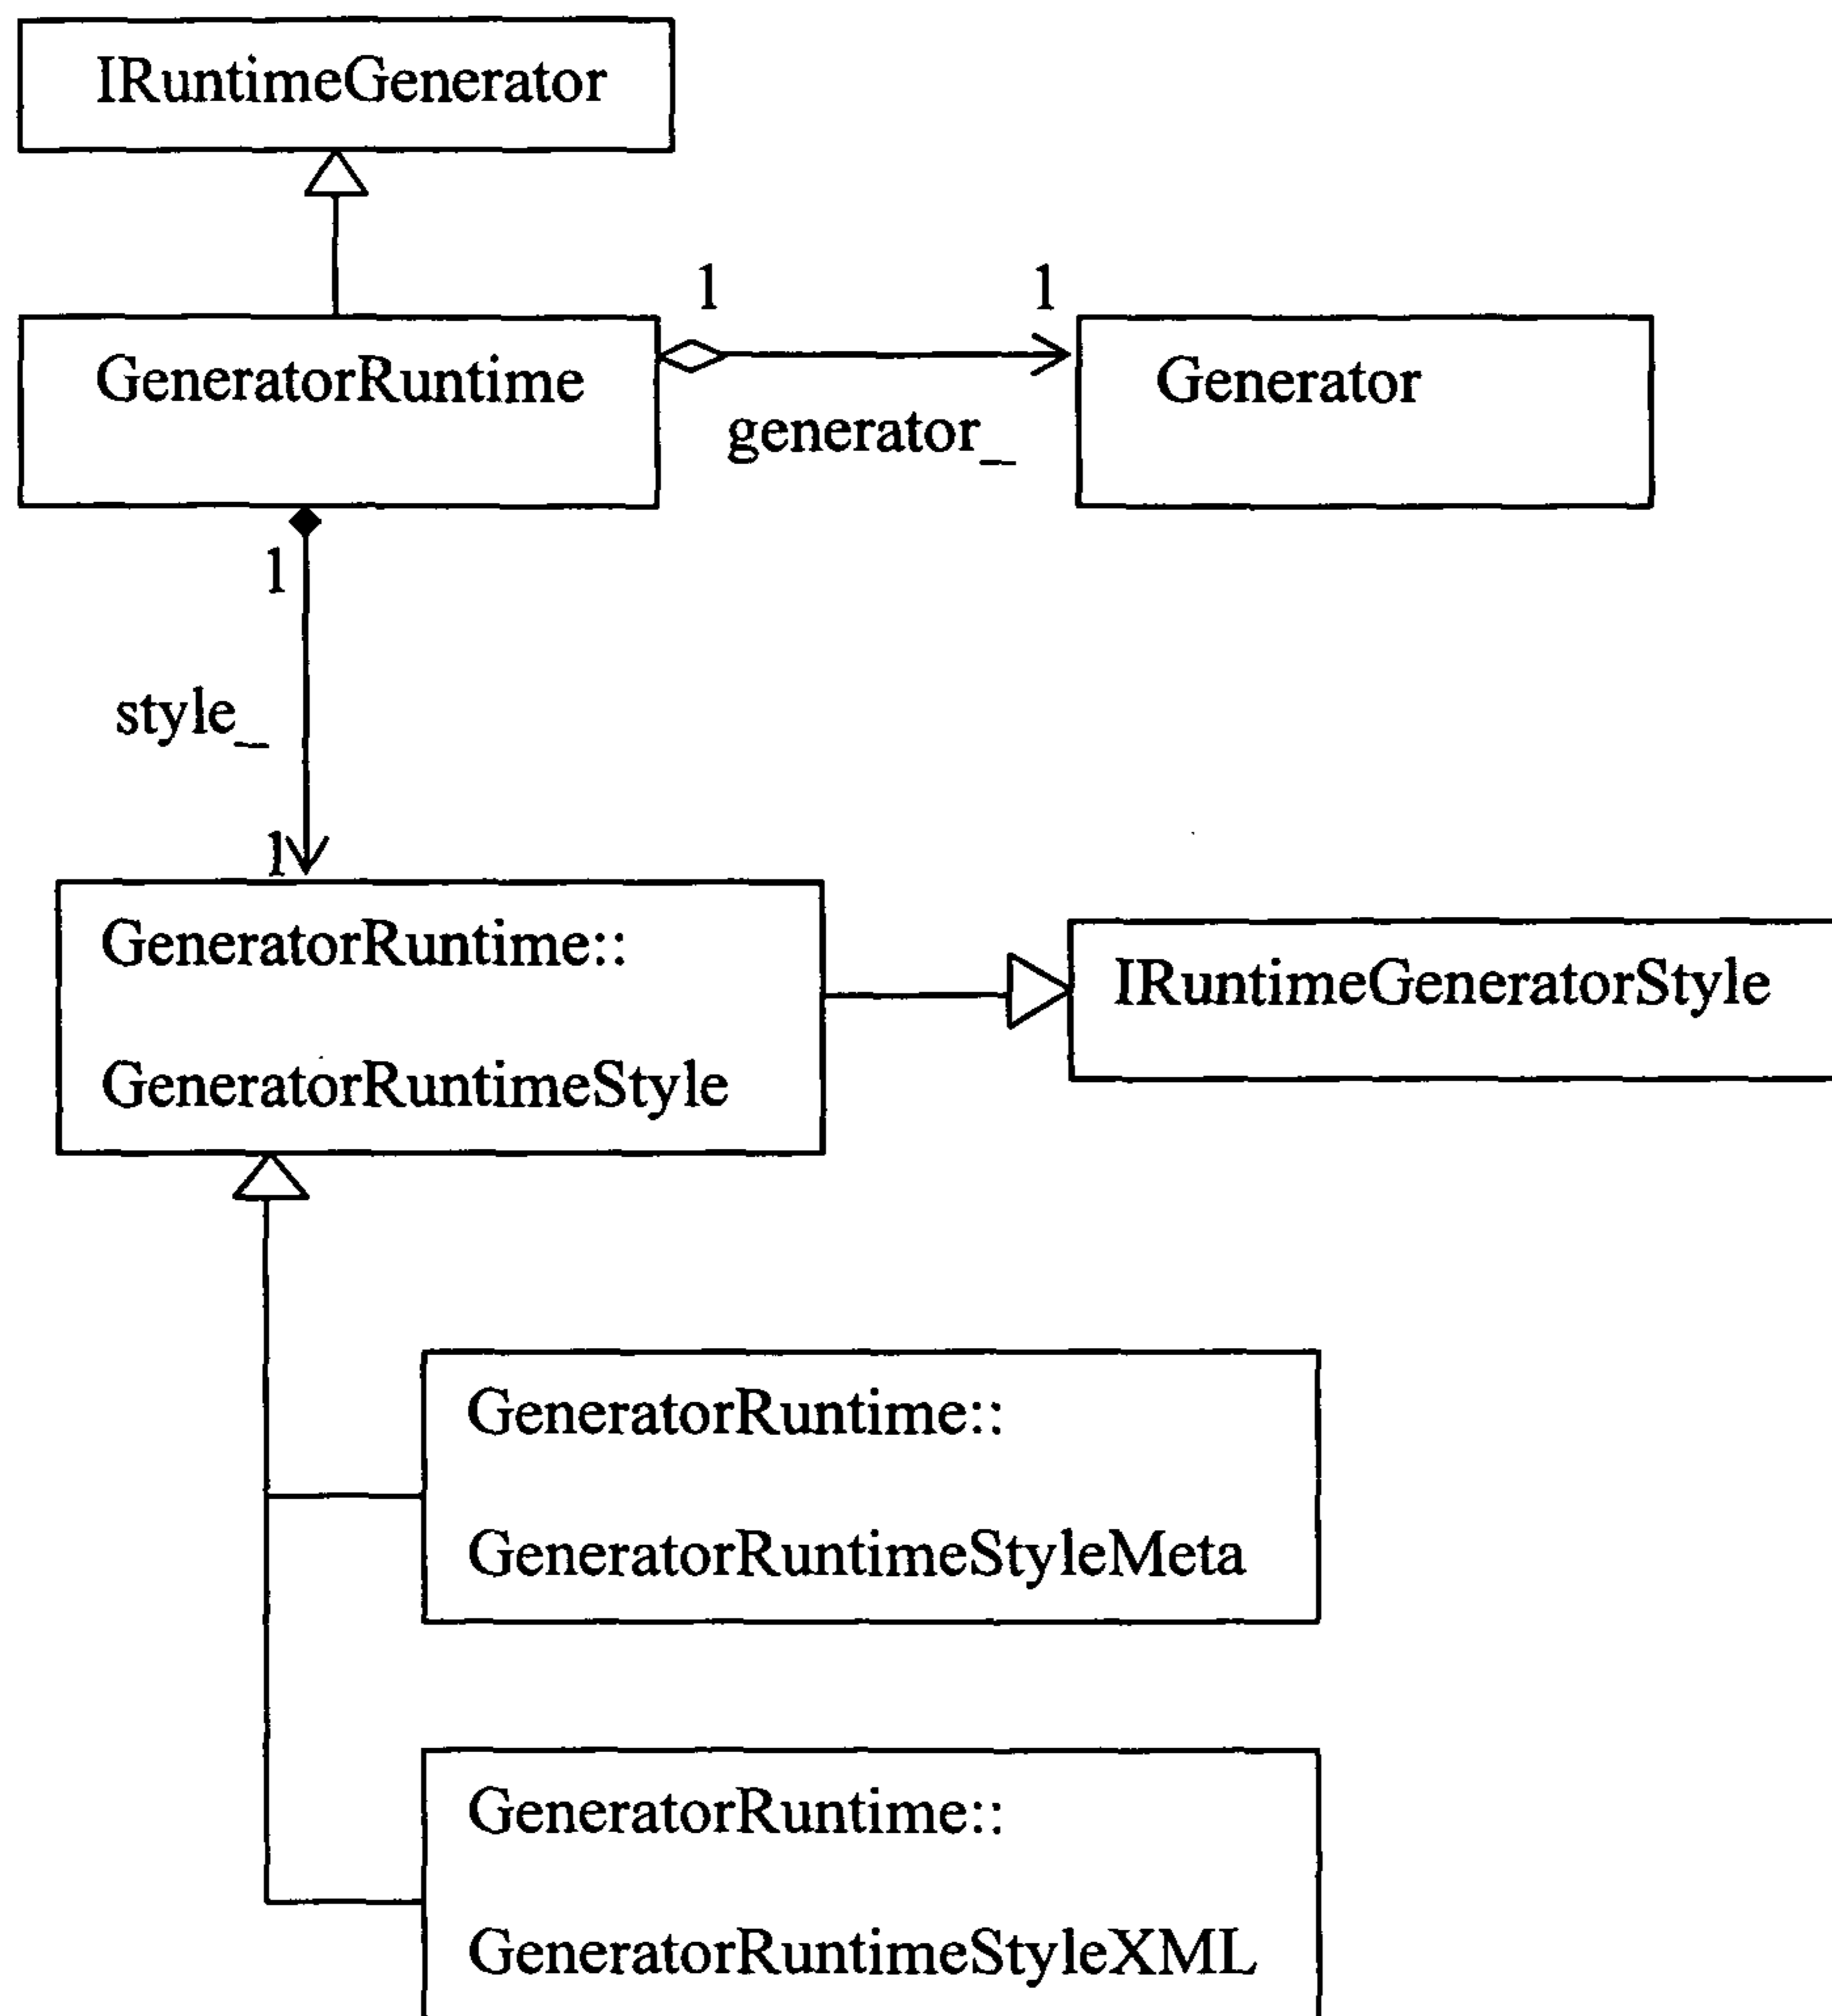 IRuntimeGenerator
1
1
GeneratorRuntime
Generator
generator_
1
style_
1
GeneratorRuntime::
GeneratorRuntimeStyle
IRuntimeGeneratorStyle
GeneratorRuntime::
GeneratorRuntimeStyleMeta
GeneratorRuntime::
GeneratorRuntimeStyleXML